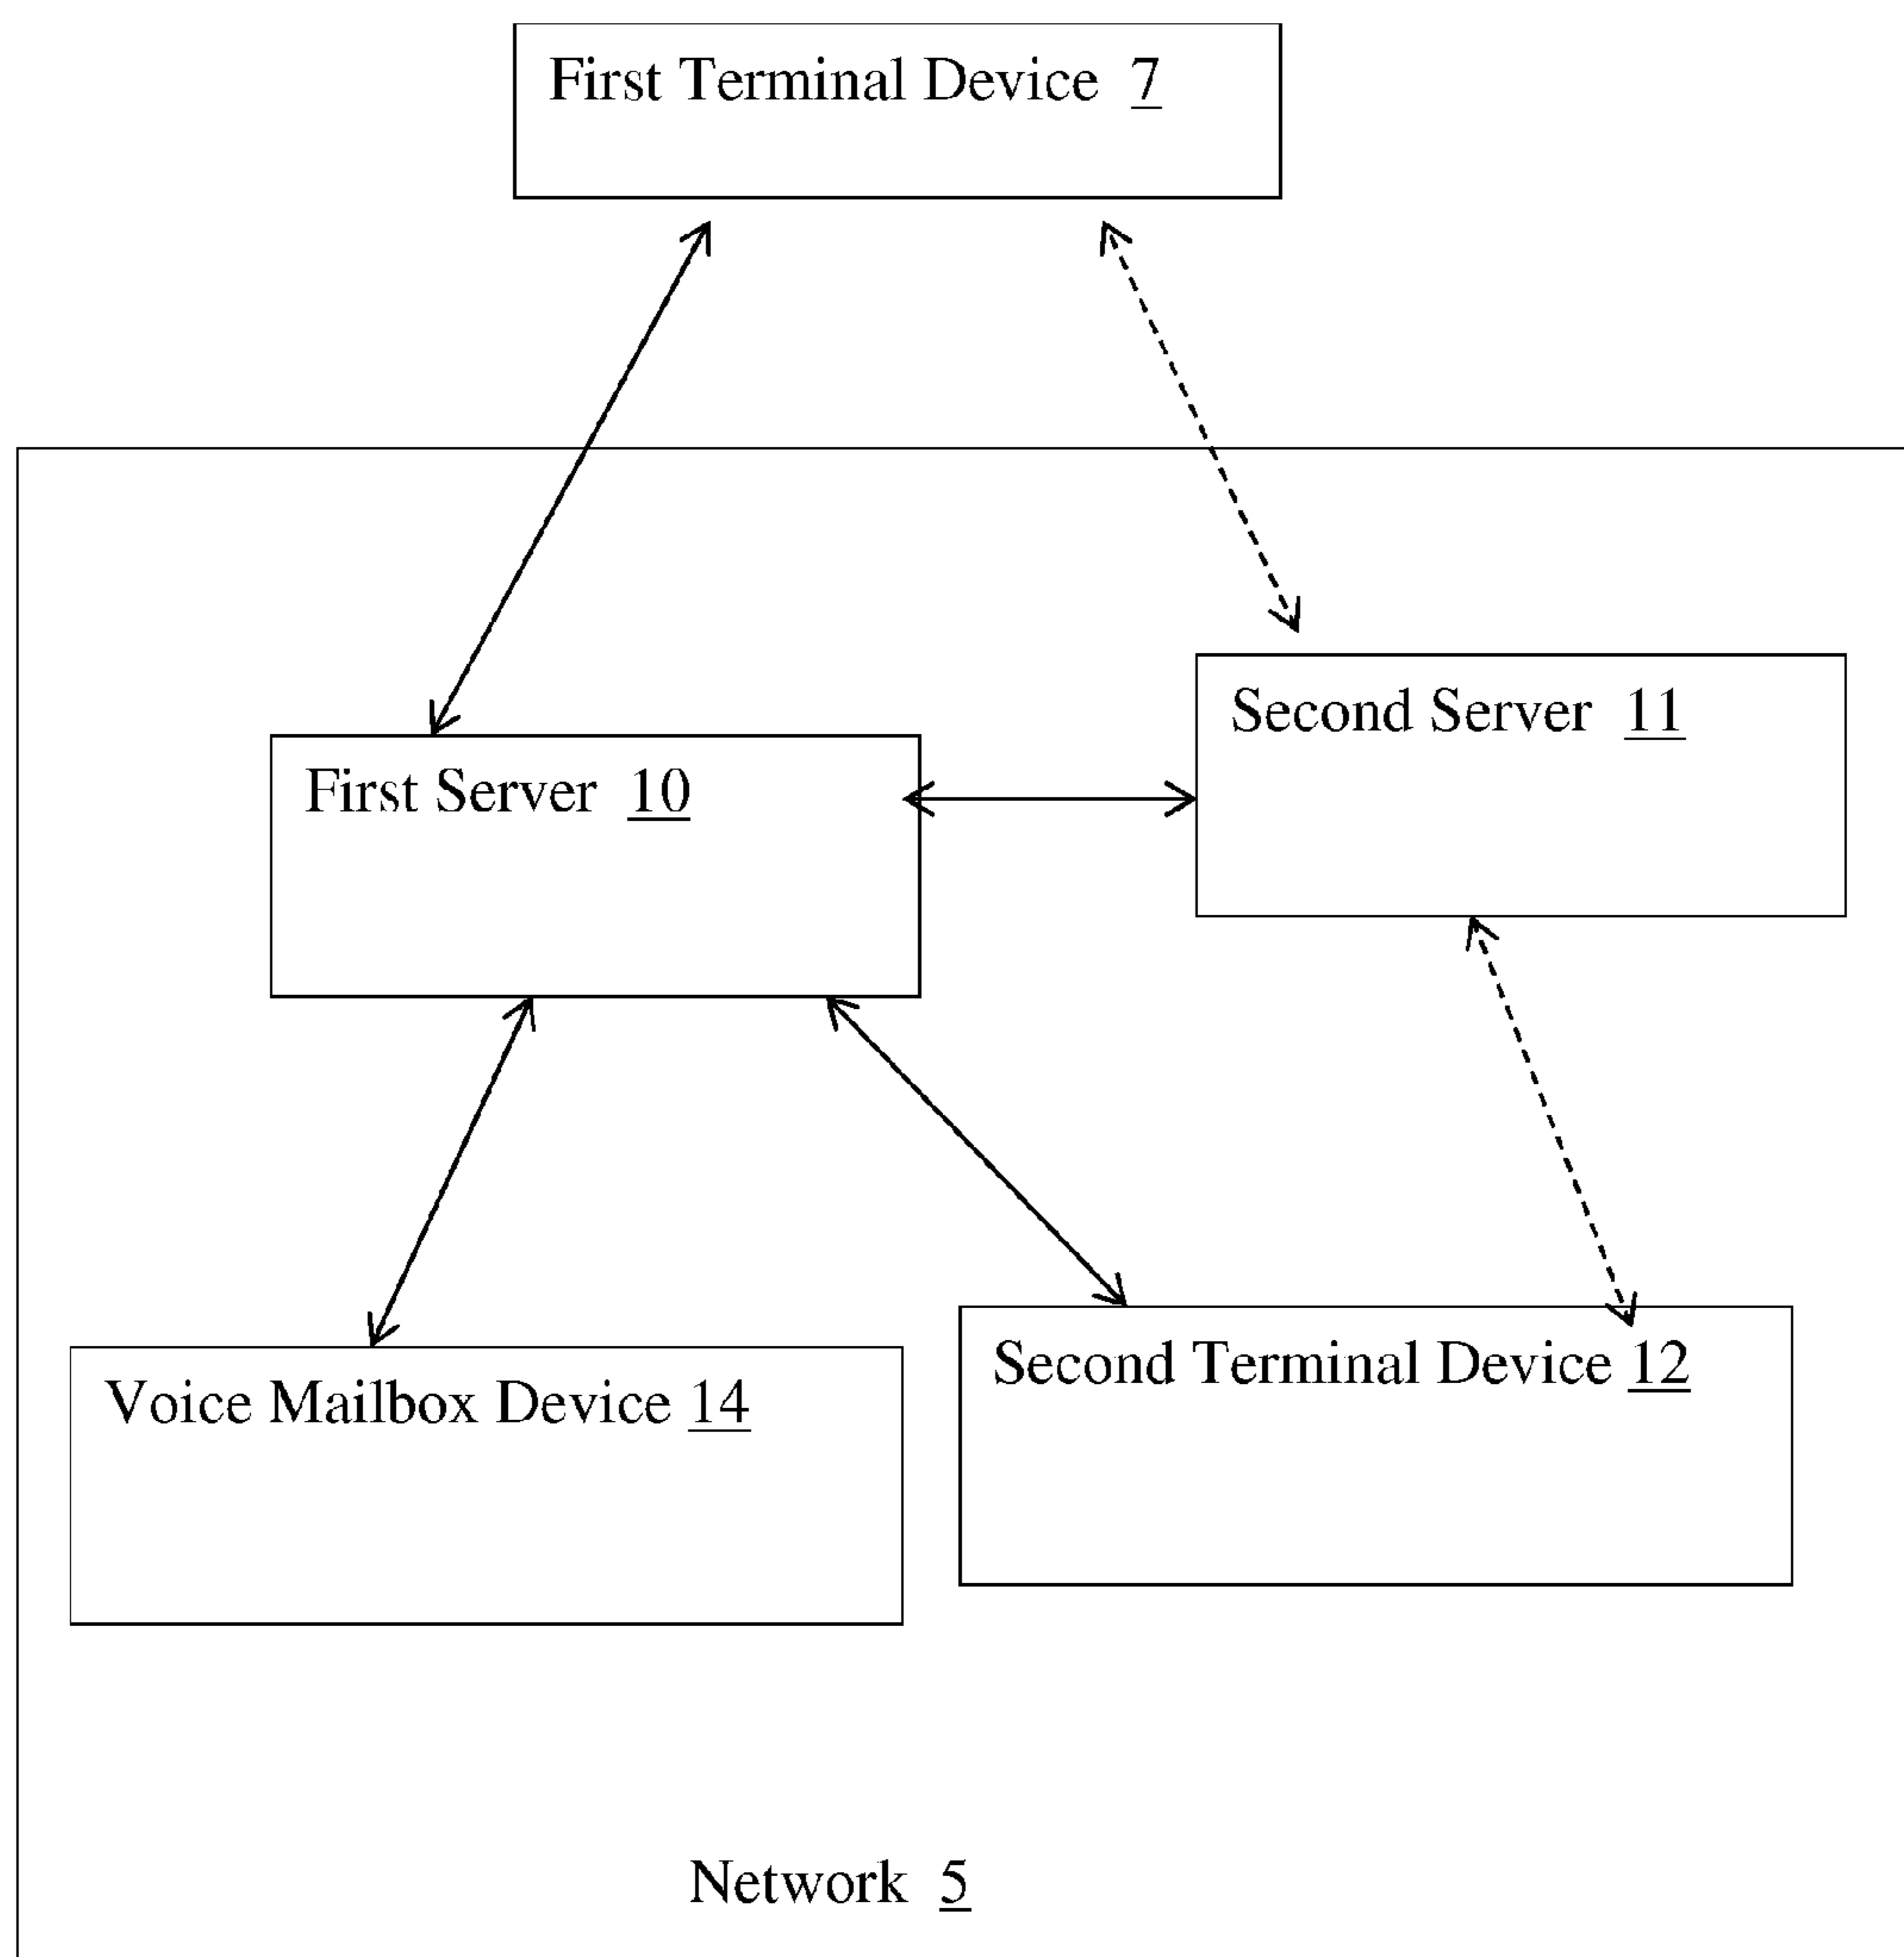 First Terminal Device 7
Second Server 11
First Server 10
Second Terminal Device 12
Voice Mailbox Device 14
Network 5